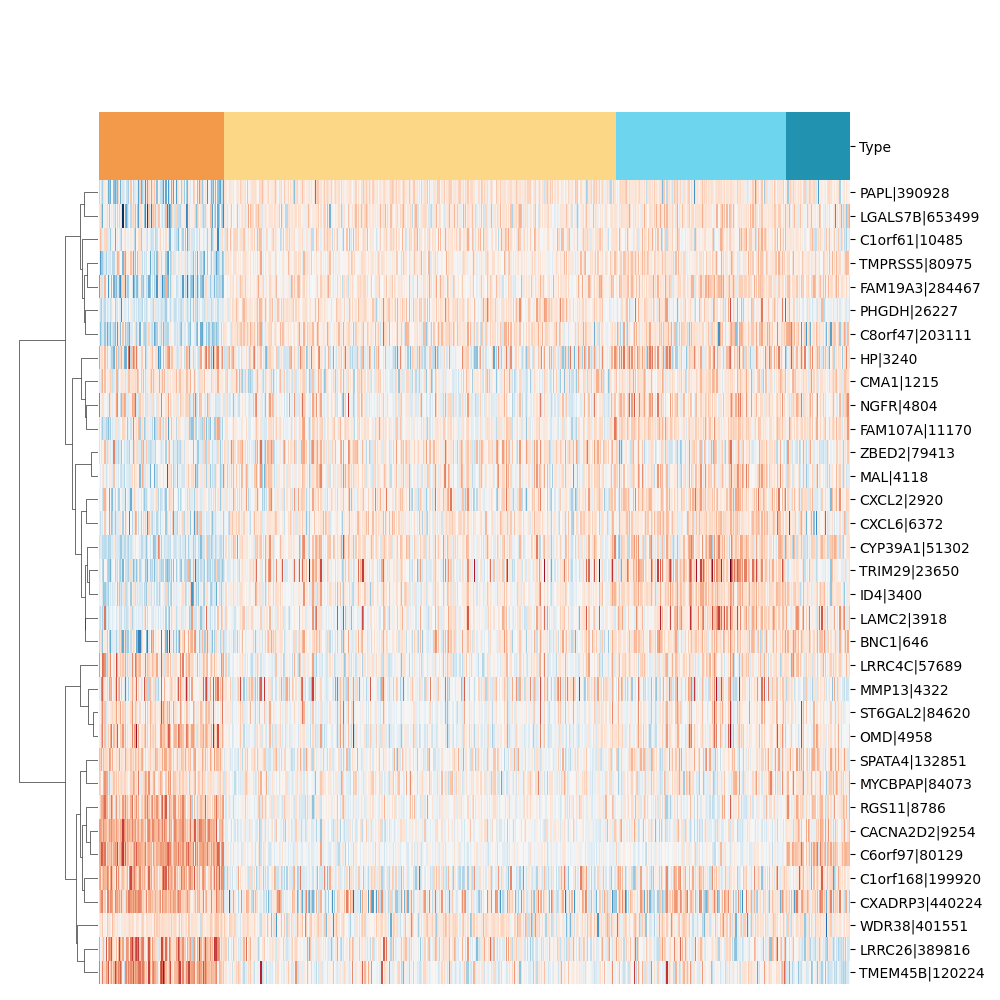 Type
PAPL|390928
LGALS7B|653499
C1orf61|10485
TMPRSS5|80975
FAM19A3|284467
PHGDH|26227
C8orf47|203111
HP|3240
CMA1|1215
NGFR|4804
FAM107A|11170
ZBED2|79413
MAL|4118
CXCL2|2920
CXCL6|6372
CYP39A1|51302
TRIM29|23650
ID4|3400
LAMC2|3918
BNC1|646
LRRC4C|57689
MMP13|4322
ST6GAL2|84620
OMD|4958
SPATA4|132851
MYCBPAP|84073
RGS11|8786
CACNA2D2|9254
C6orf97|80129
C1orf168|199920
CXADRP3|440224
WDR38|401551
LRRC26|389816
TMEM45B|120224